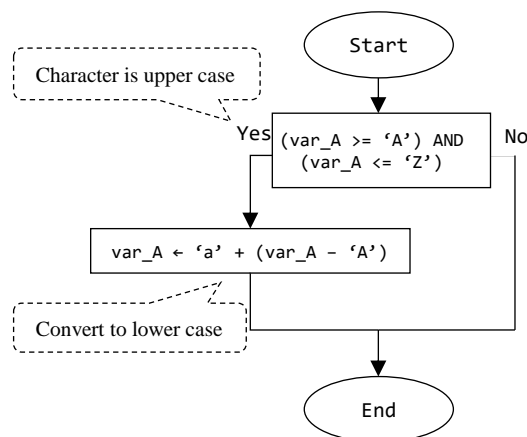 Start
Character is upper case
Yes
(var_A >= ‘A’) AND
(var_A <= ‘Z’)
No
var_A ← ‘a’ + (var_A – ‘A’)
Convert to lower case
End